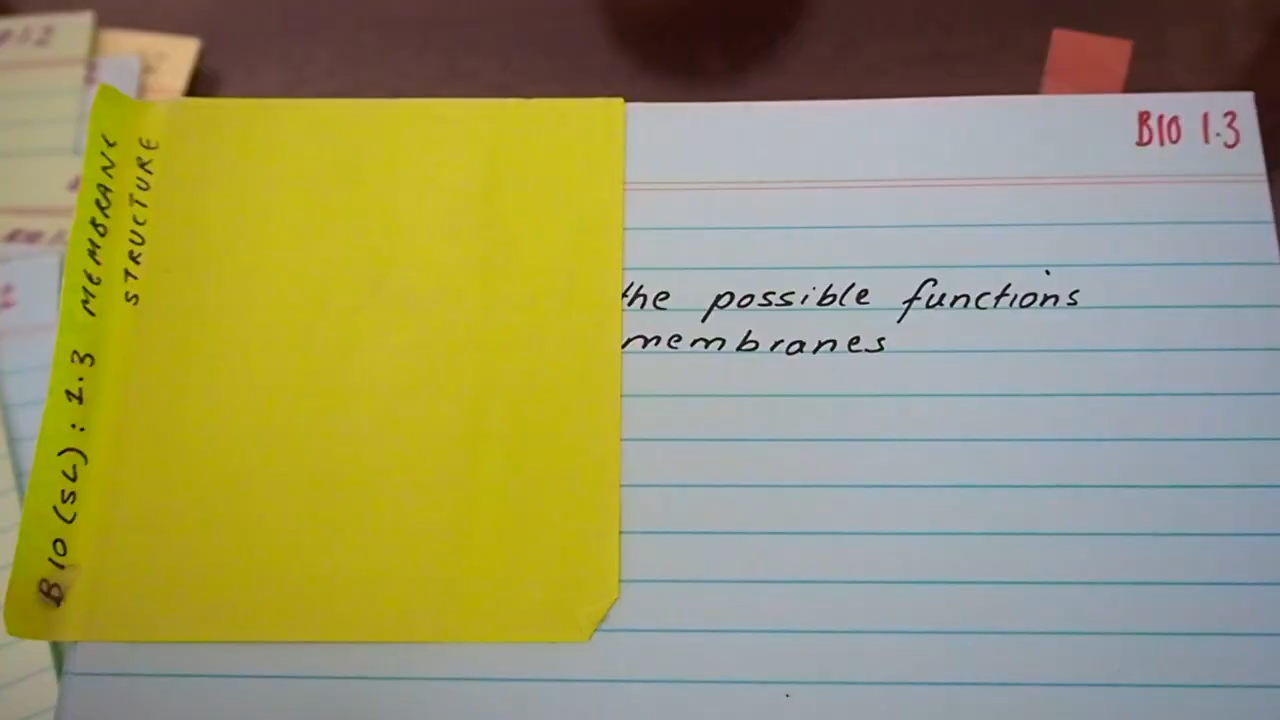 BIO 1.3
BIO (SL) : 1.3 MEMBRANE
STRUCTURE
the possible functions
membranes